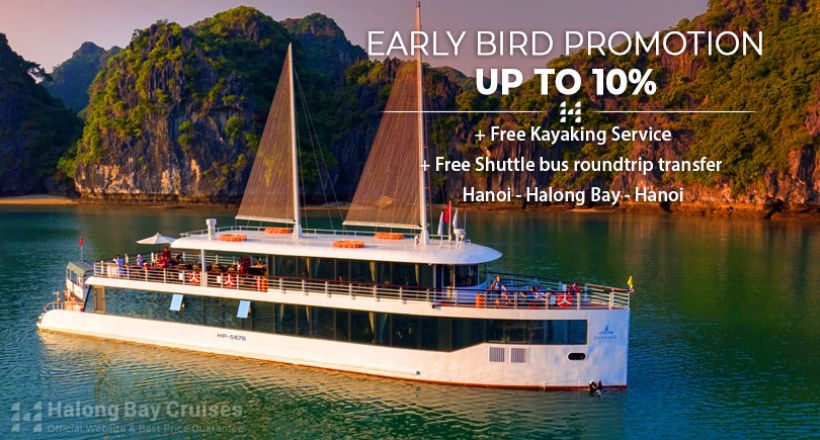 EARLY BIRD PROMOTION
UP TO 10%
+ Free Kayaking Service
+ Free Shuttle bus roundtrip transfer
Hanoi - Halong Bay - Hanoi
HP-5678
Halong Bay Cruises
Official Website & Best Price Guarantee